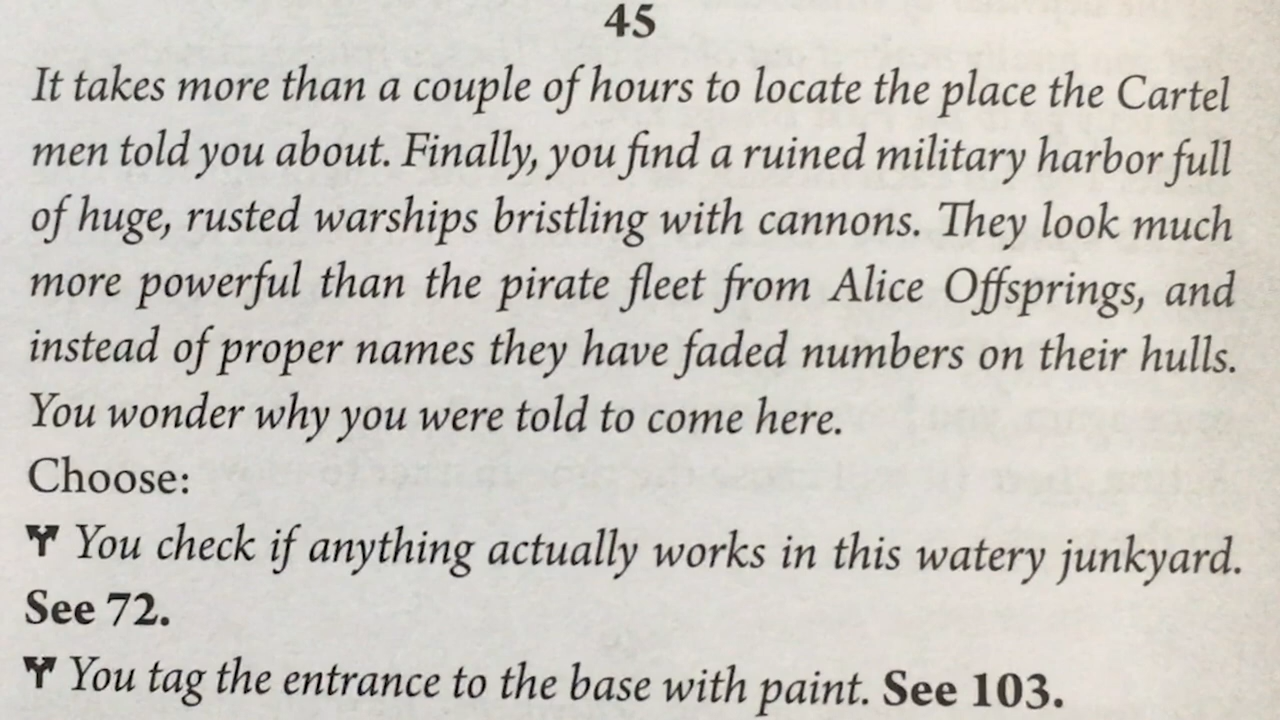 45
It takes more than a couple of hours to locate the place the Cartel
men told you about. Finally, you find a ruined military harbor full
of huge, rusted warships bristling with cannons. They look much
more powerful than the pirate fleet from Alice Offsprings, and
instead of proper names they have faded numbers on their hulls.
You wonder why you were told to come here.
Choose:
You check if anything actually works in this watery junkyard.
See 72.
You tag the entrance to the base with paint. See 103.